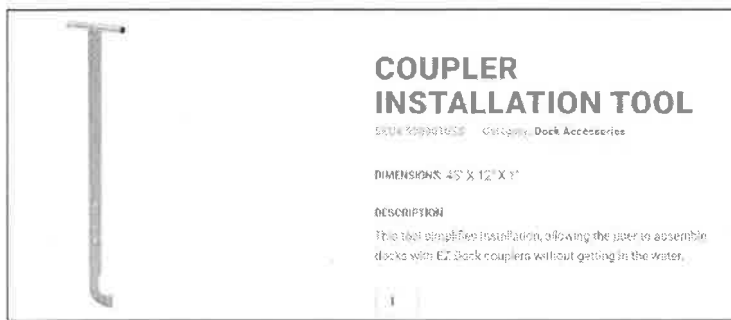 COUPLER
INSTALLATION TOOL
Category: Dock Accessories
DIMENSIONS: X 12" X 1"
DESCRIPTION
This tool simplifies installation, allowing the user to assemble
docks with EZ Dock couplers without getting in the water.
1